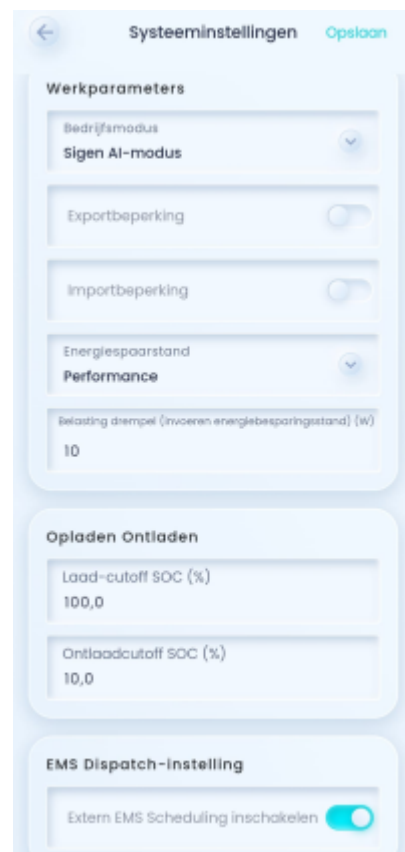 Systeeminstellingen
Opslaan
Werkparameters
Bedrijfsmodus
Sigen AI-modus
Exportbeperking
Importbeperking
Energiespaarstand
Performance
Belasting drempel (invoeren energiebesparingsstand) (W)
10
Opladen Ontladen
Laad-cutoff SOC (%)
100,0
Ontlaadcutoff SOC (%)
10,0
EMS Dispatch-instelling
Extern EMS Scheduling inschakelen